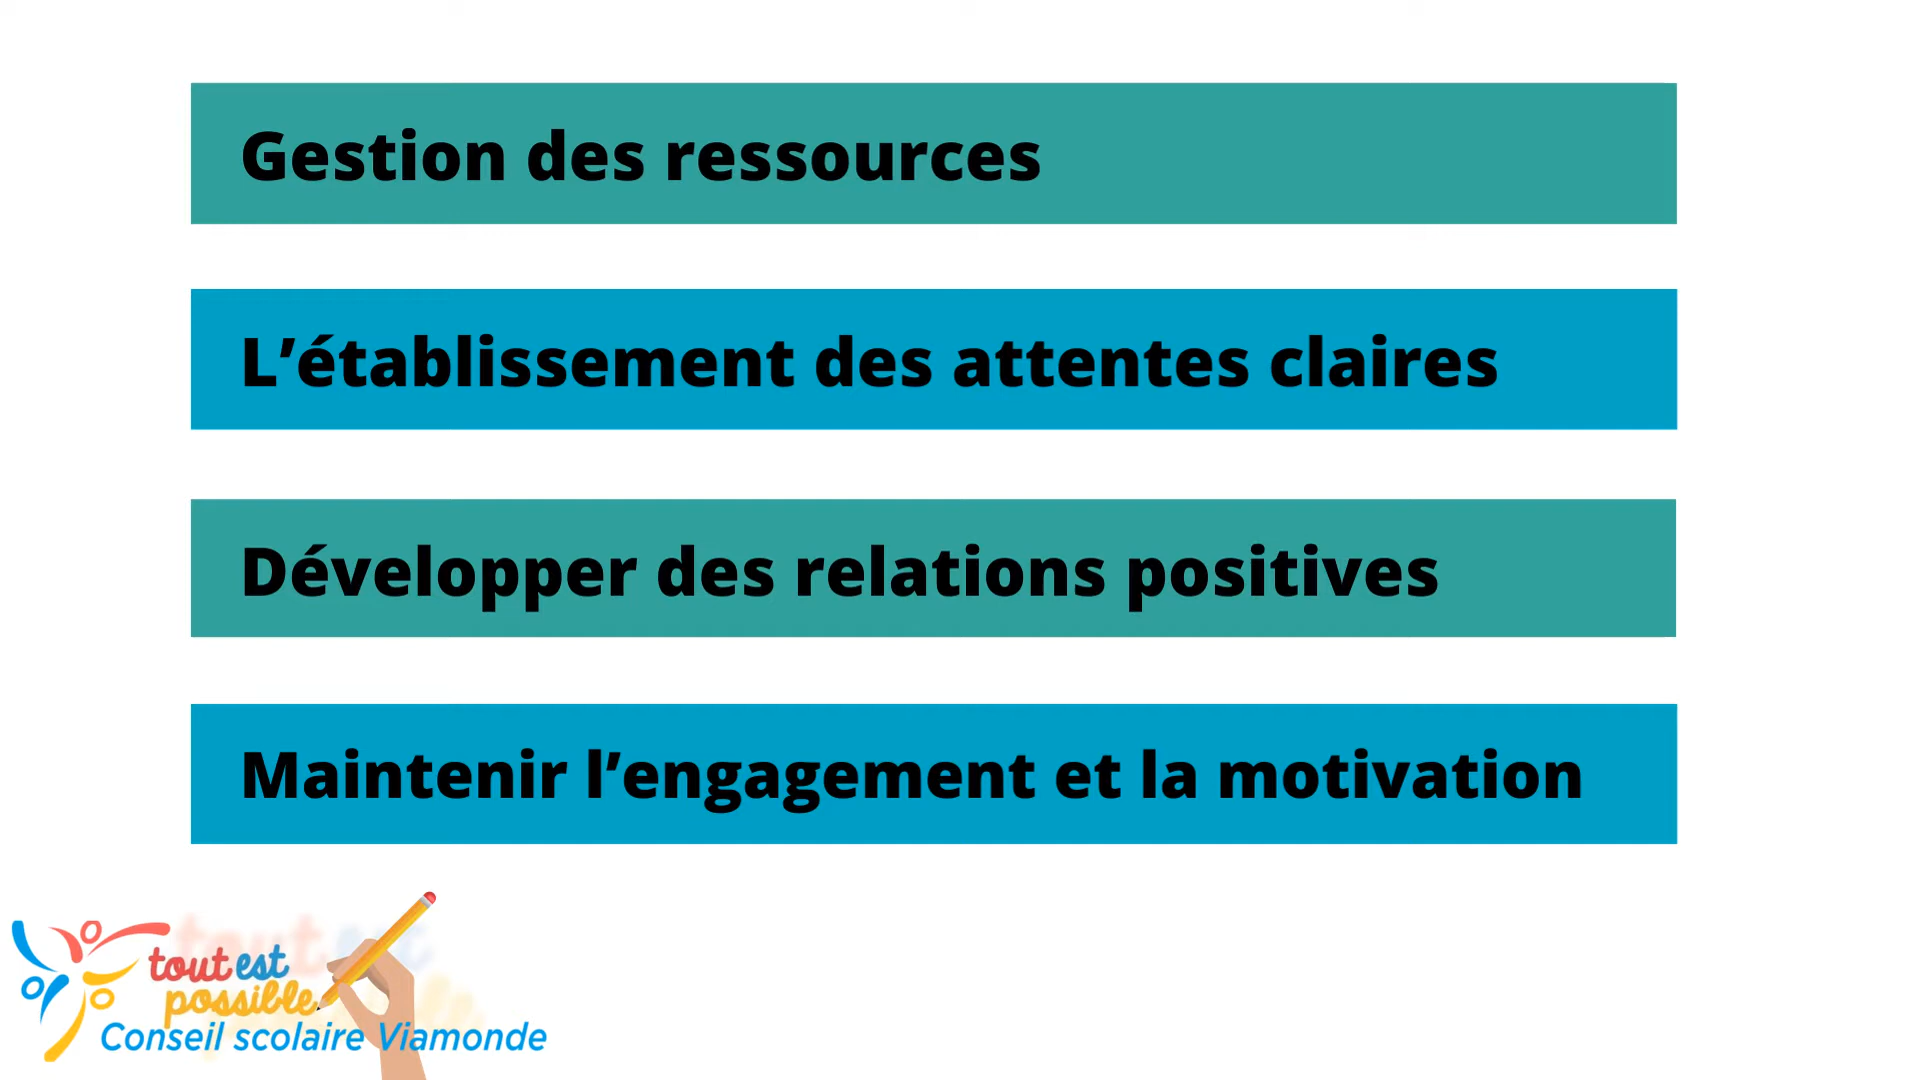 Gestion des ressources
L’établissement des attentes claires
Développer des relations positives
Maintenir l’engagement et la motivation
tout est
possible
Conseil scolaire Viamonde